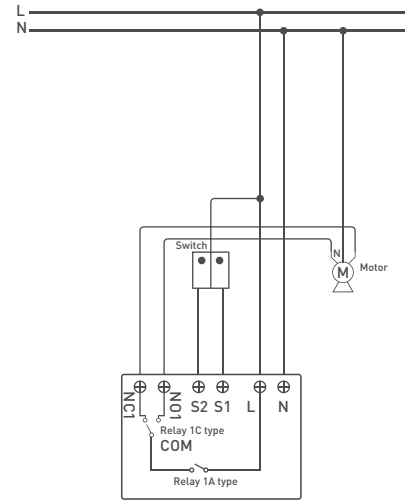 L
N
Switch
N
M
Motor
NC1
NO1
S2 S1 L N
Relay 1C type
COM
Relay 1A type